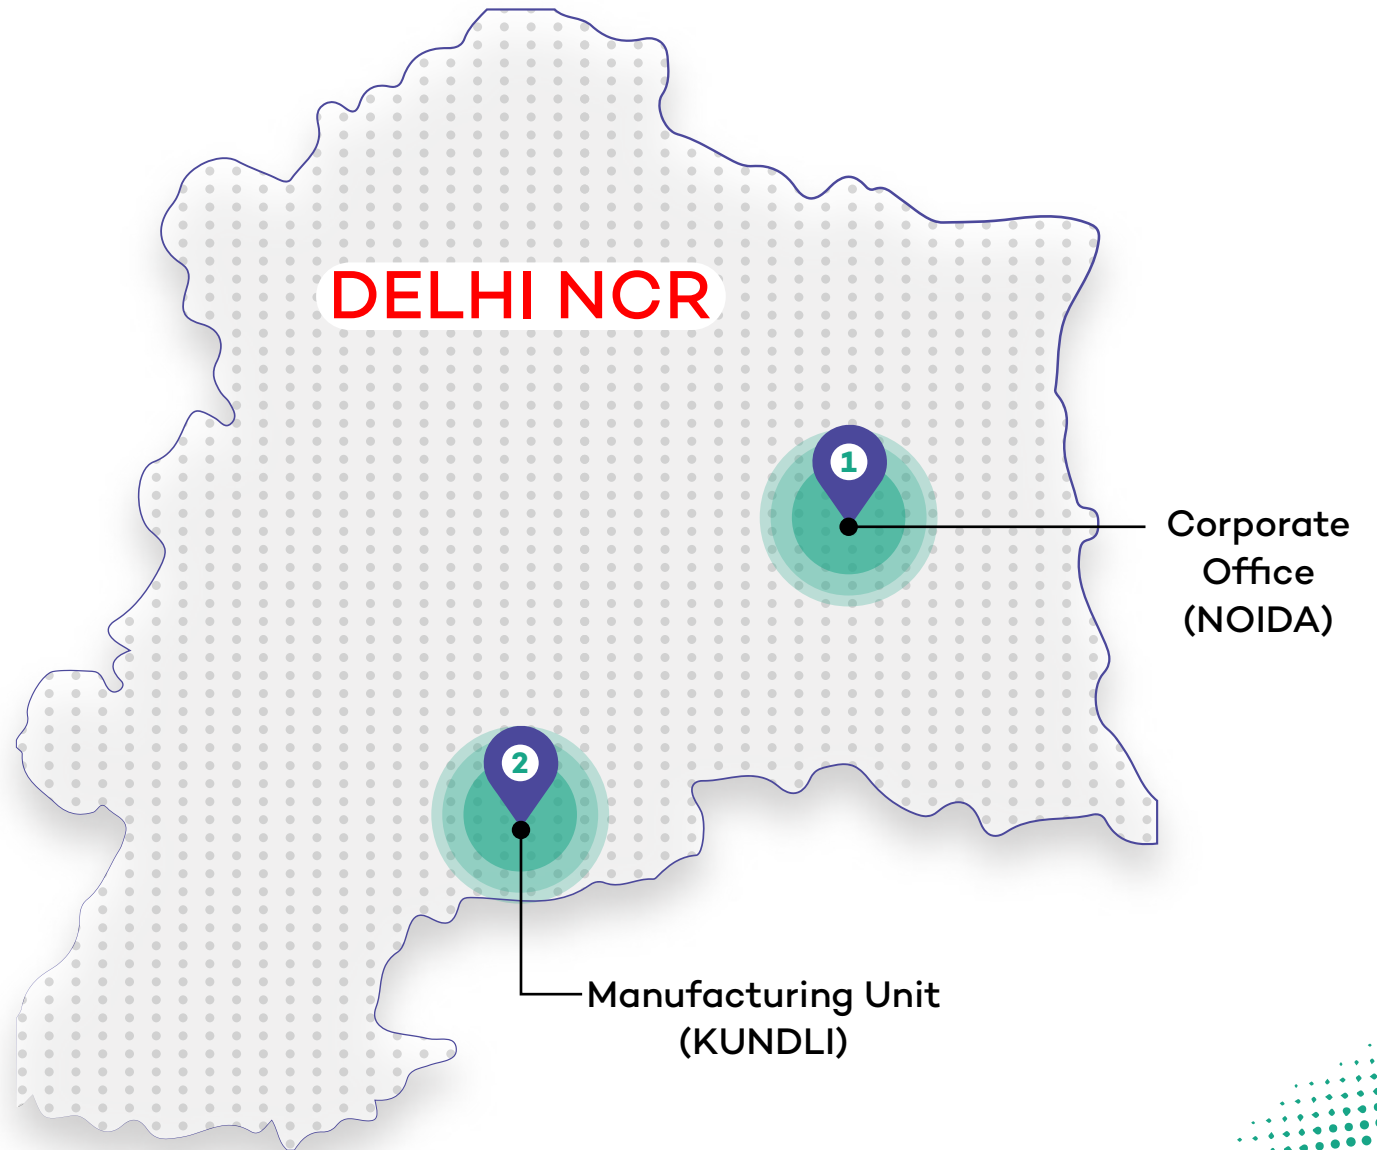 DELHI NCR
1
Corporate
Office
(NOIDA)
2
Manufacturing Unit
(KUNDLI)